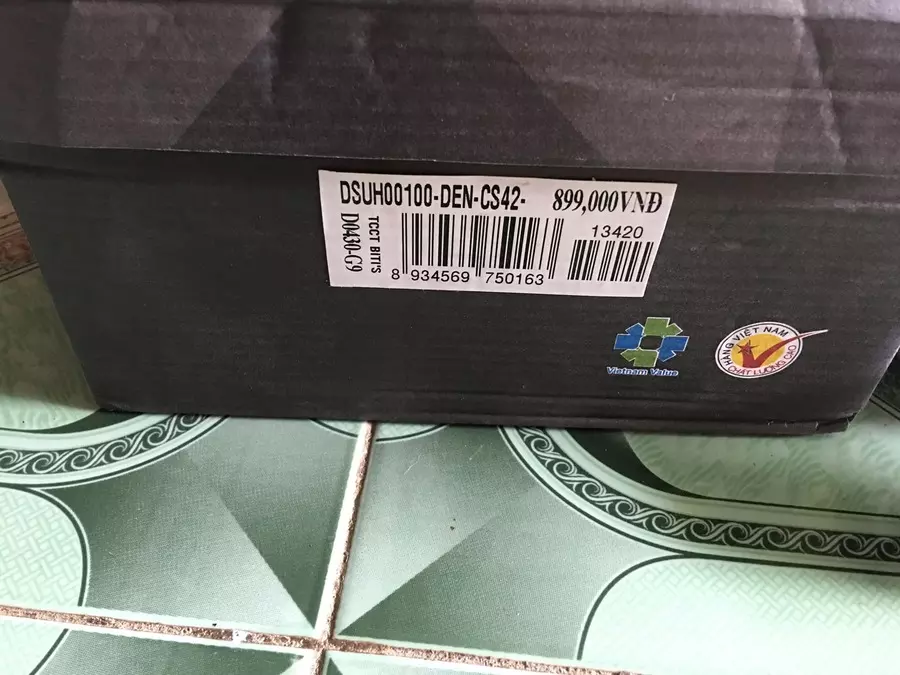 DSUH00100-DEN-CS42- 899,000VNĐ
TCCT BITI'S
D0430-G9
13420
8 934569 750163
Vietnam Value
HÀNG VIỆT NAM
CHẤT LƯỢNG CAO